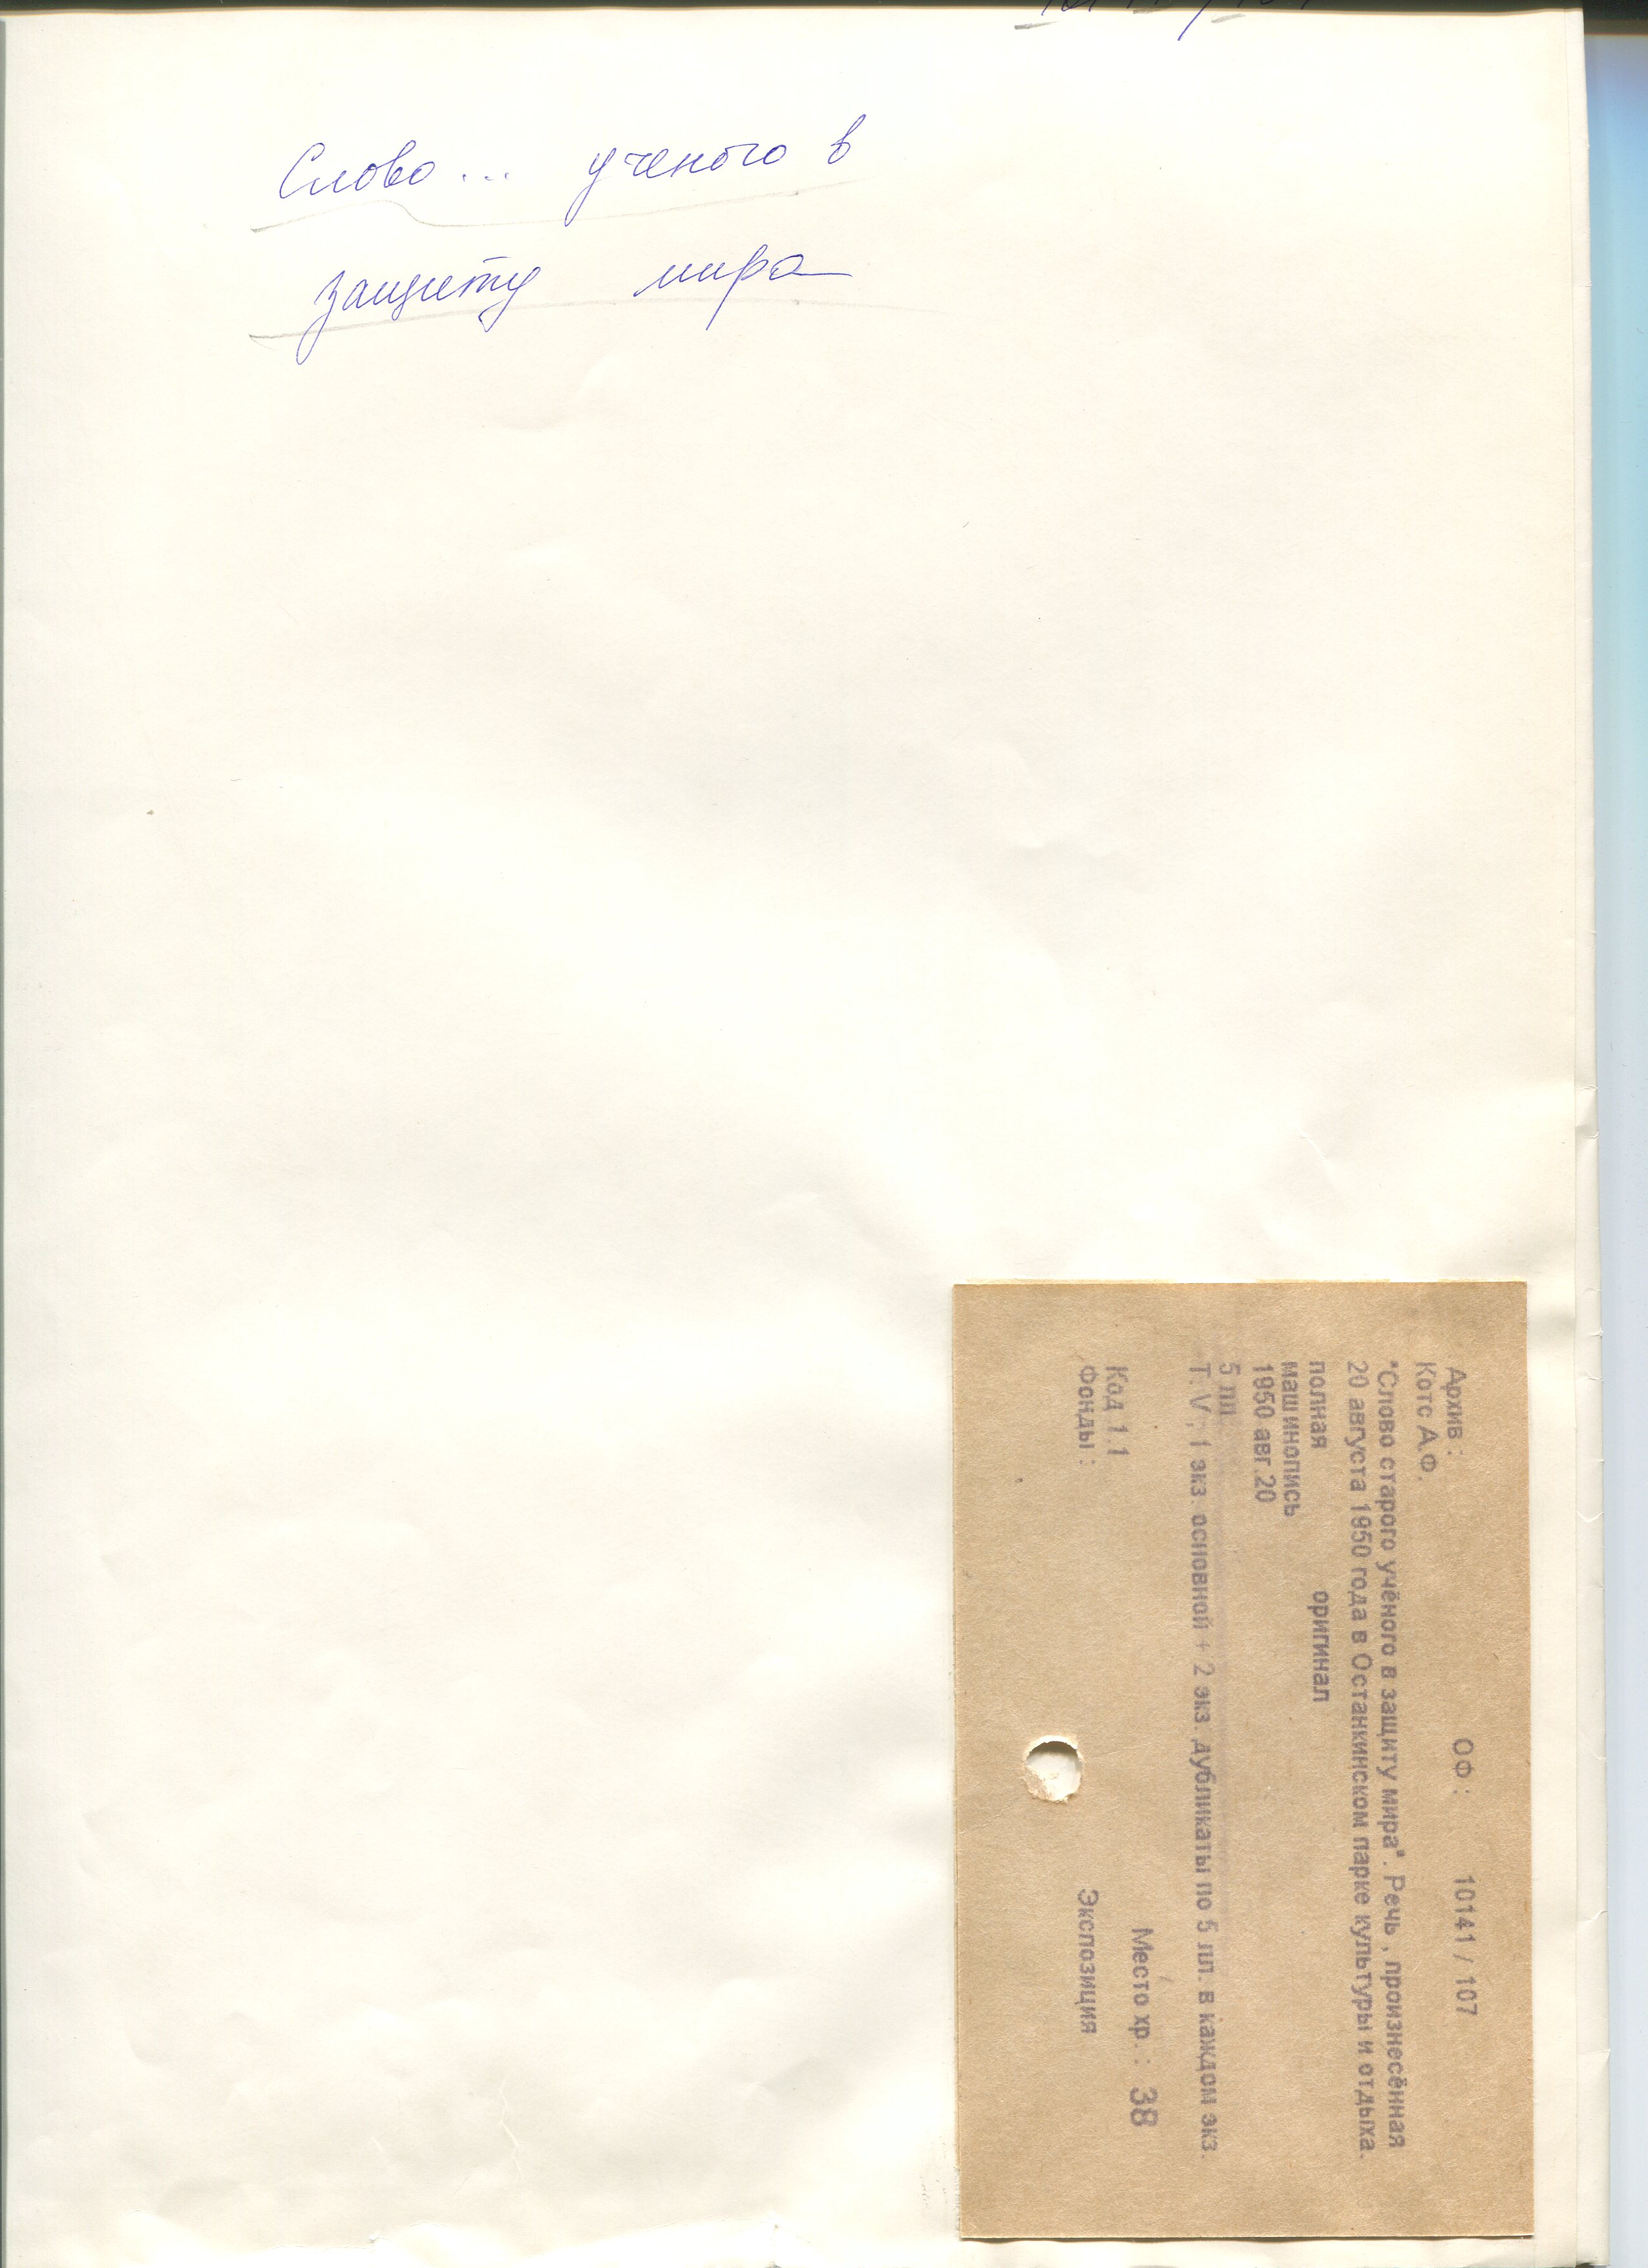 Слово... ученого в
защиту мира
Архив : ОФ : 10141 / 107
Котс А.Ф.
"Слово старого учёного в защиту мира". Речь , произнесённая
20 августа 1950 года в Останкинском парке культуры и отдыха.
полная оригинал
машинопись
1950 авг.20
5 лл.
Т. V ; 1 экз. основной + 2 экз. дубликаты по 5 лл. в каждом экз.
Место хр. : 38
Код 1.1
Фонды : Экспозиция